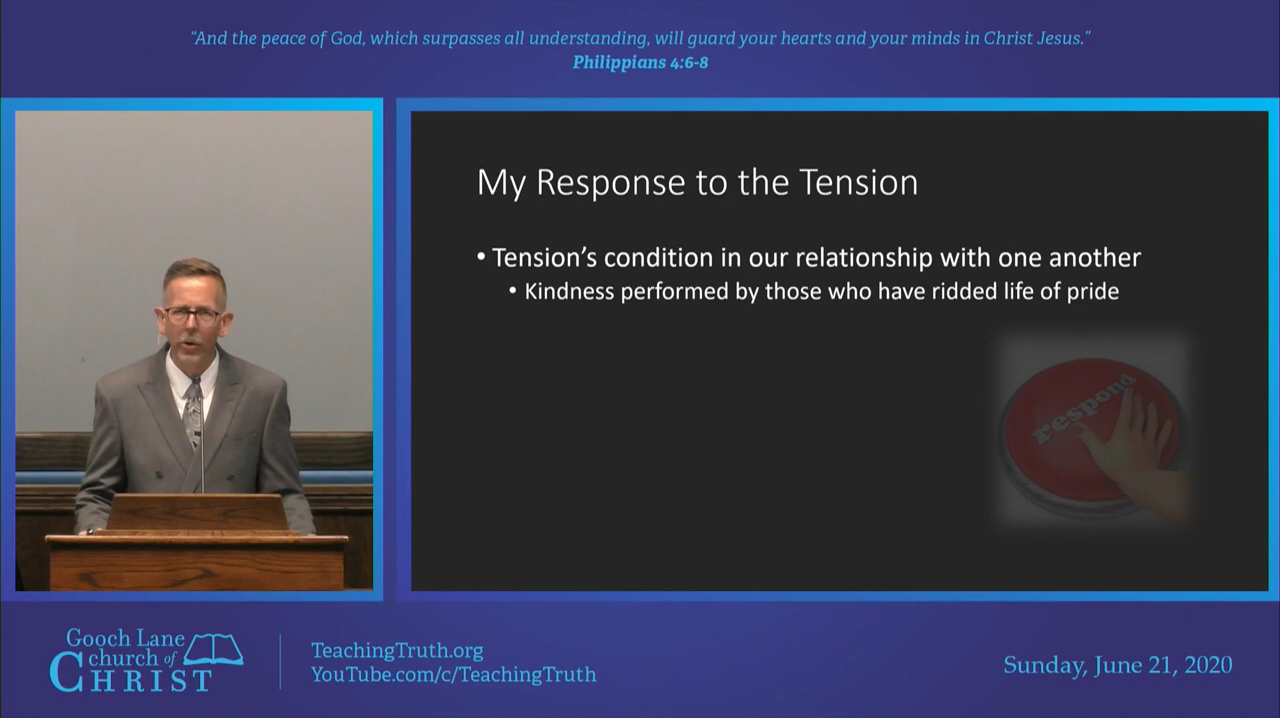 “And the peace of God, which surpasses all understanding, will guard your hearts and your minds in Christ Jesus.”
Philippians 4:6-8
My Response to the Tension
• Tension’s condition in our relationship with one another
• Kindness performed by those who have ridded life of pride
respond
Gooch Lane
church of
CHRIST
TeachingTruth.org
YouTube.com/c/TeachingTruth
Sunday, June 21, 2020